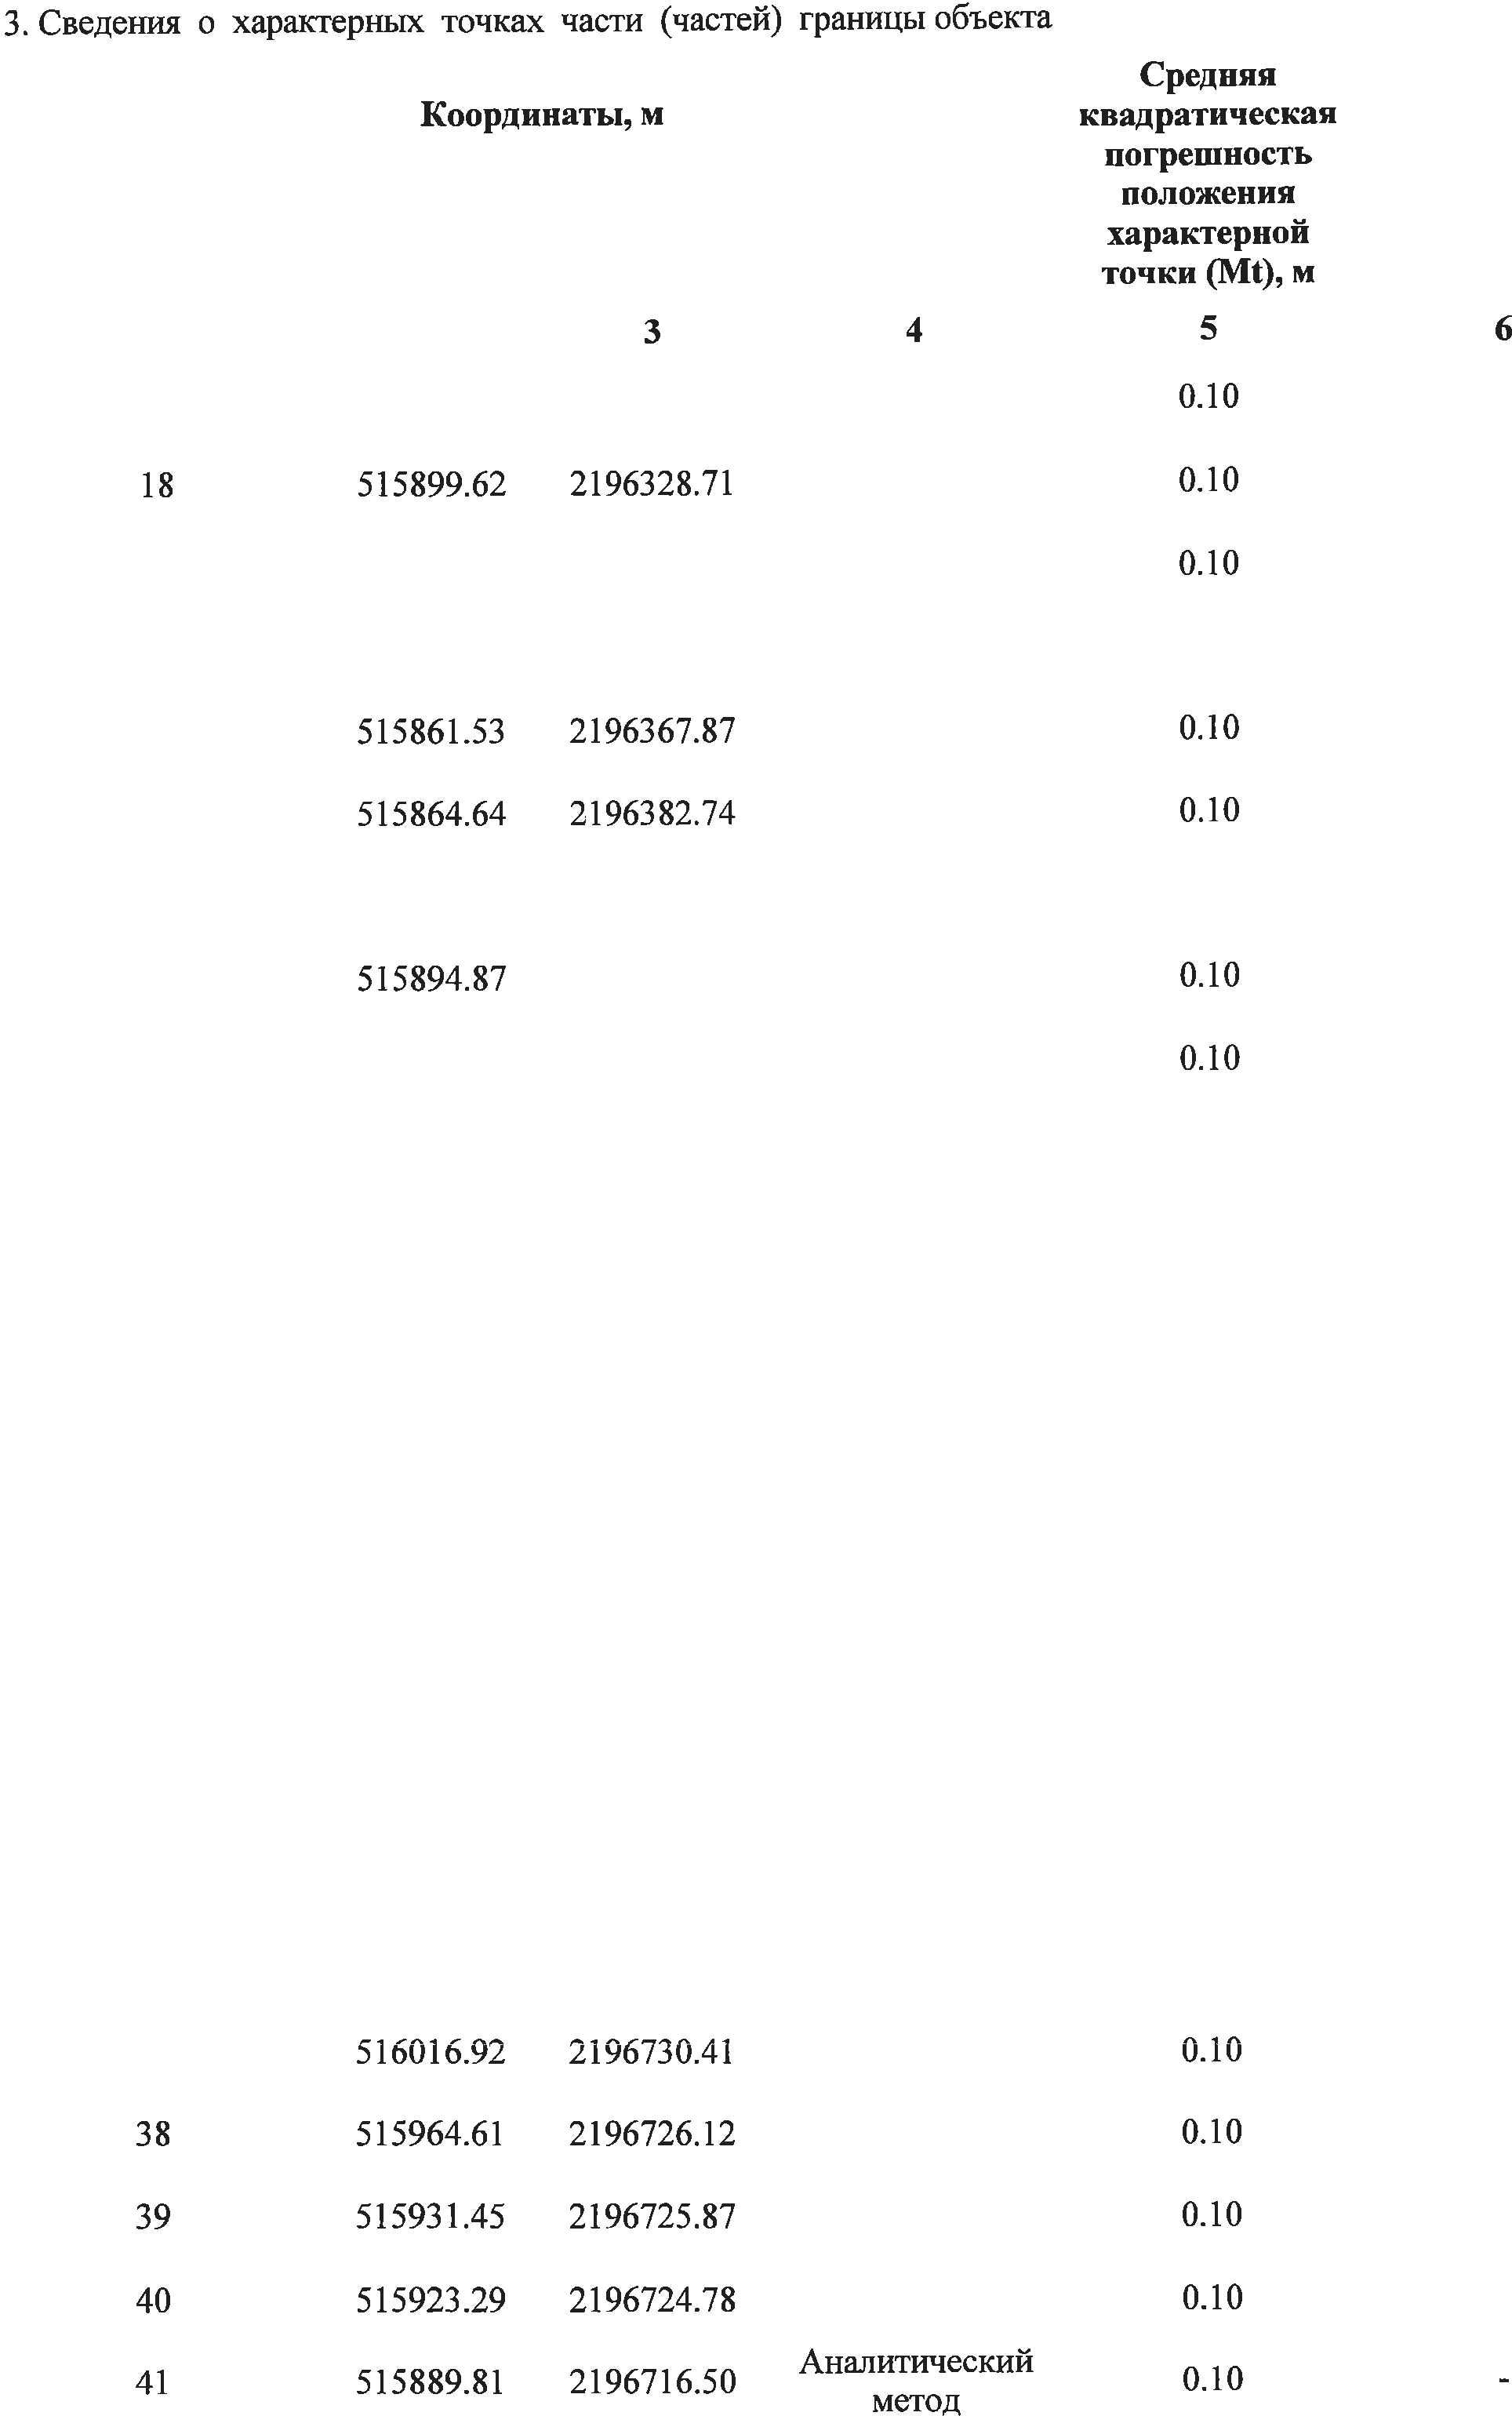 3. Сведения о характерных точках части (частей) границы объекта
Координаты, м
Средняя
квадратическая
погрешность
положения
характерной
точки (Mt), м
3 4 5 6
0.10
18 515899.62 2196328.71 0.10
0.10
515861.53 2196367.87 0.10
515864.64 2196382.74 0.10
515894.87 0.10
0.10
516016.92 2196730.41 0.10
38 515964.61 2196726.12 0.10
39 515931.45 2196725.87 0.10
40 515923.29 2196724.78 0.10
41 515889.81 2196716.50 Аналитический метод 0.10 -